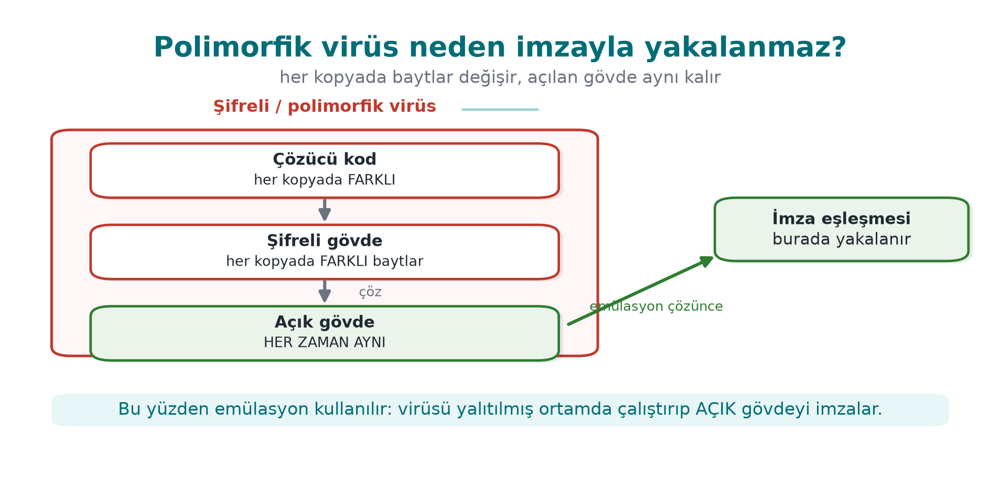 Polimorfik virüs neden imzayla yakalanmaz?
her kopyada baytlar değişir, açılan gövde aynı kalır
Şifreli / polimorfik virüs
Çözücü kod
her kopyada FARKLI
Şifreli gövde
her kopyada FARKLI baytlar
çöz
Açık gövde
HER ZAMAN AYNI
emülasyon çözünce
İmza eşleşmesi
burada yakalanır
Bu yüzden emülasyon kullanılır: virüsü yalıtılmış ortamda çalıştırıp AÇIK gövdeyi imzalar.